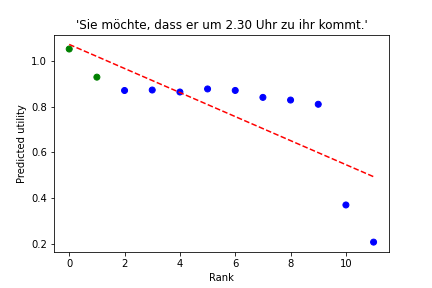 'Sie möchte, dass er um 2.30 Uhr zu ihr kommt.'
1.0
0.8
0.6
0.4
0.2
Predicted utility
0 2 4 6 8 10
Rank